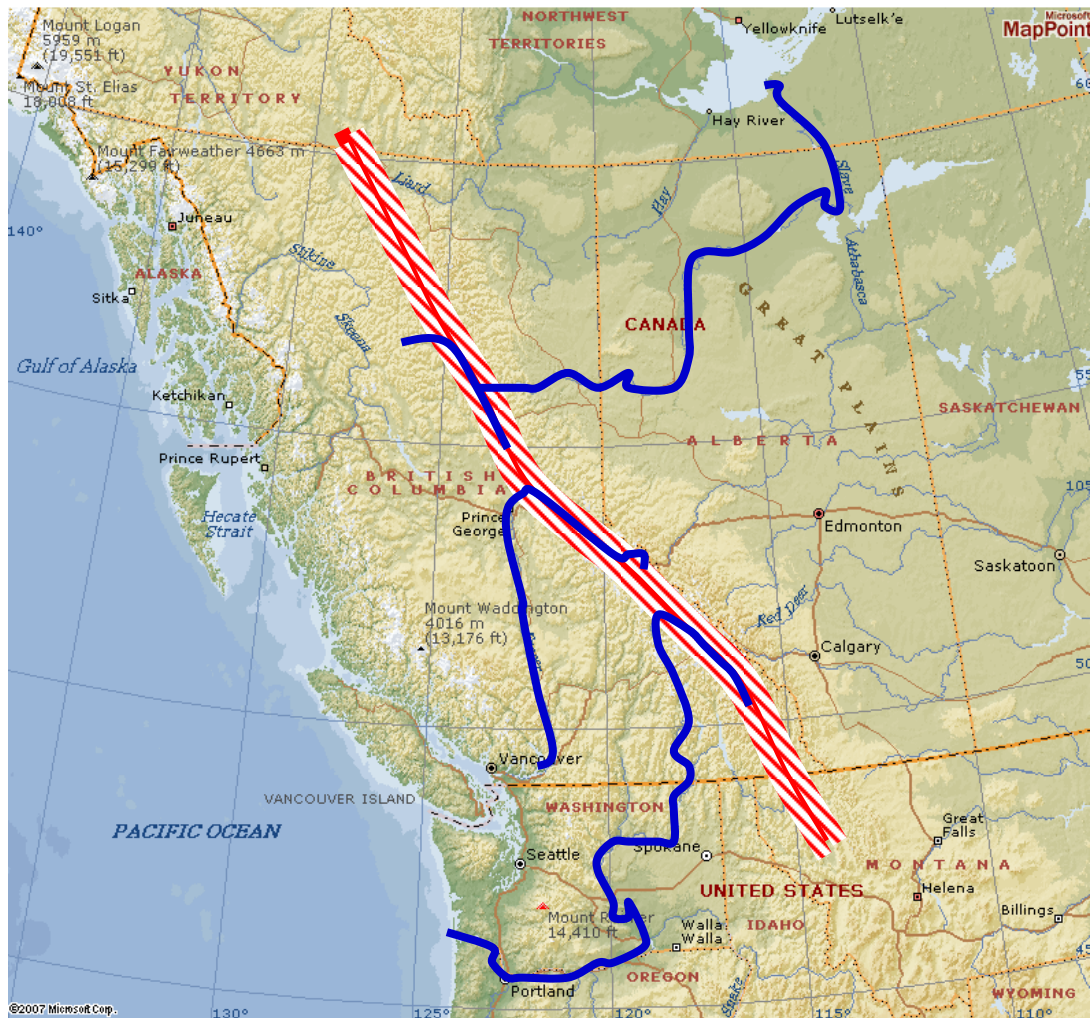 NORTHWEST
TERRITORIES
Lutselk'e
Yellowknife
Microsoft
MapPoint
Mount Logan
5959 m
(19,551 ft)
YUKON
TERRITORY
Mount St. Elias
18,008 ft
60
Hay River
Mount Fairweather 4663 m
(15,299 ft)
Liard
Slave
Hay
Juneau
140°
Stikine
Athabasca
ALASKA
Sitka
Skeena
CANADA
GREAT PLAINS
Gulf of Alaska
55
Ketchikan
SASKATCHEWAN
ALBERTA
Prince Rupert
BRITISH
COLUMBIA
105
Hecate
Strait
Prince
George
Edmonton
Saskatoon
Red Deer
Mount Waddington
4016 m
(13,176 ft)
Calgary
50
Vancouver
VANCOUVER ISLAND
WASHINGTON
PACIFIC OCEAN
Great
Falls
Seattle
Spokane
MONTANA
UNITED STATES
Helena
Mount
14,410 ft
Walla
Walla
IDAHO
Billings
45
OREGON
Portland
Snake
WYOMING
©2007 Microsoft Corp.
130°
125°
120°
115°
110°